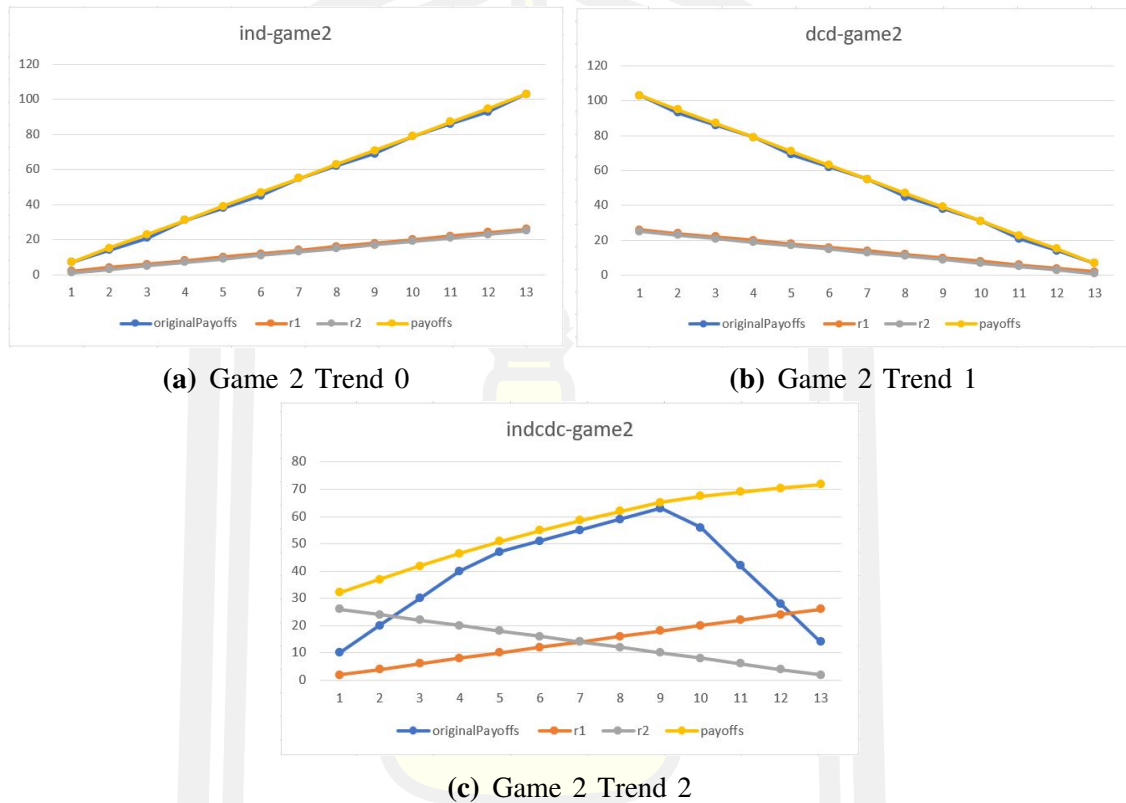 ind-game2
120
100
80
60
40
20
0
1 2 3 4 5 6 7 8 9 10 11 12 13
originalPayoffs r1 r2 payoffs
(a) Game 2 Trend 0
dcd-game2
120
100
80
60
40
20
0
1 2 3 4 5 6 7 8 9 10 11 12 13
originalPayoffs r1 r2 payoffs
(b) Game 2 Trend 1
indcdc-game2
80
70
60
50
40
30
20
10
0
1 2 3 4 5 6 7 8 9 10 11 12 13
originalPayoffs r1 r2 payoffs
(c) Game 2 Trend 2